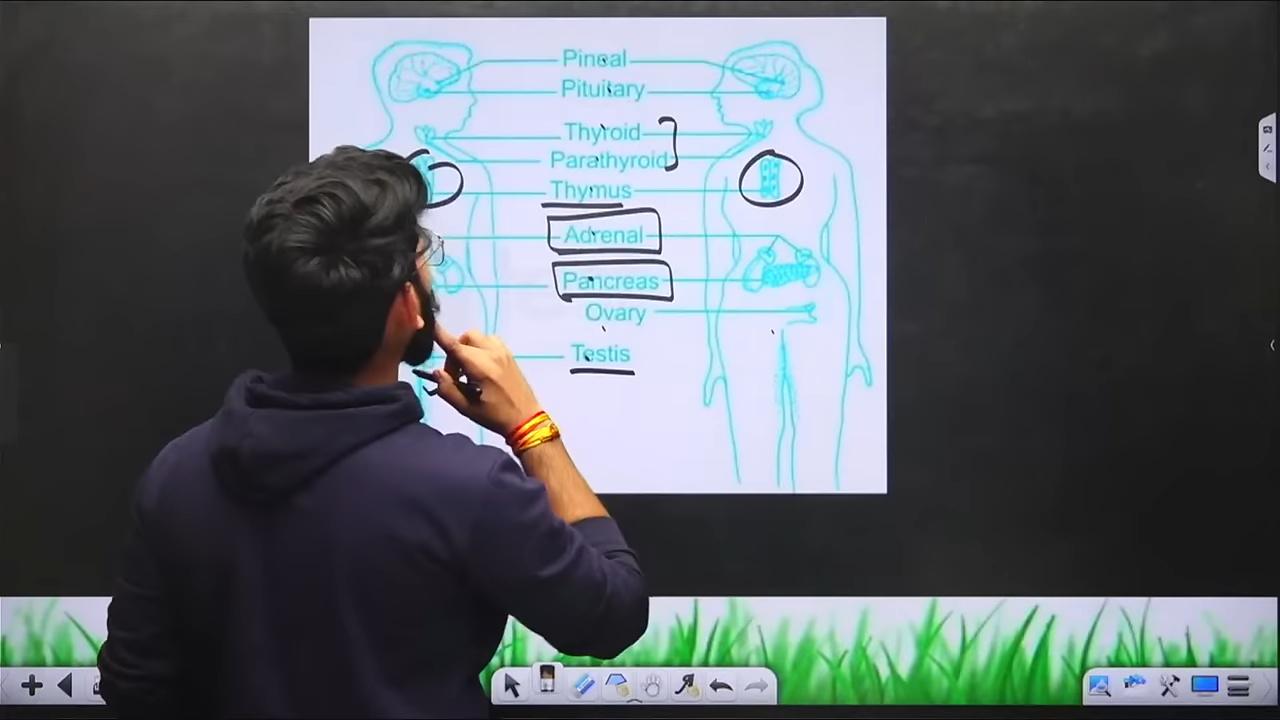 Pineal
Pituitary
Thyroid
Parathyroid
Thymus
Adrenal
Pancreas
Ovary
Testis